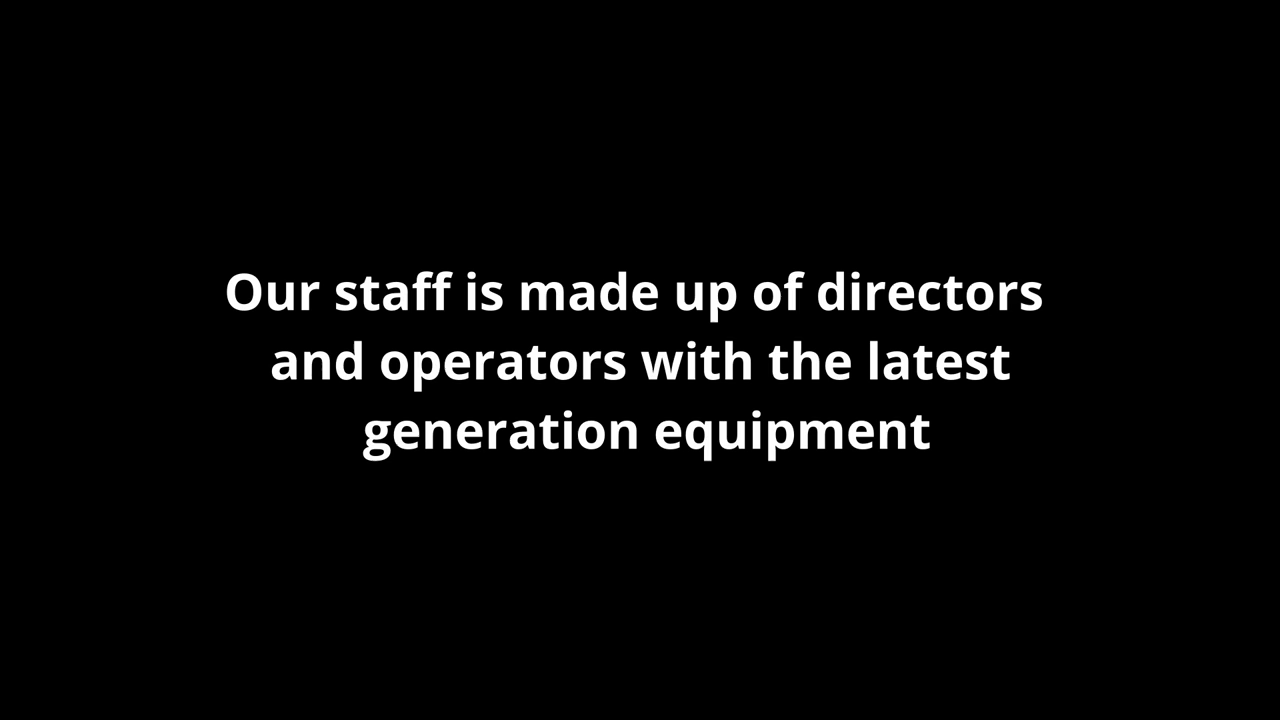 Our staff is made up of directors
and operators with the latest
generation equipment